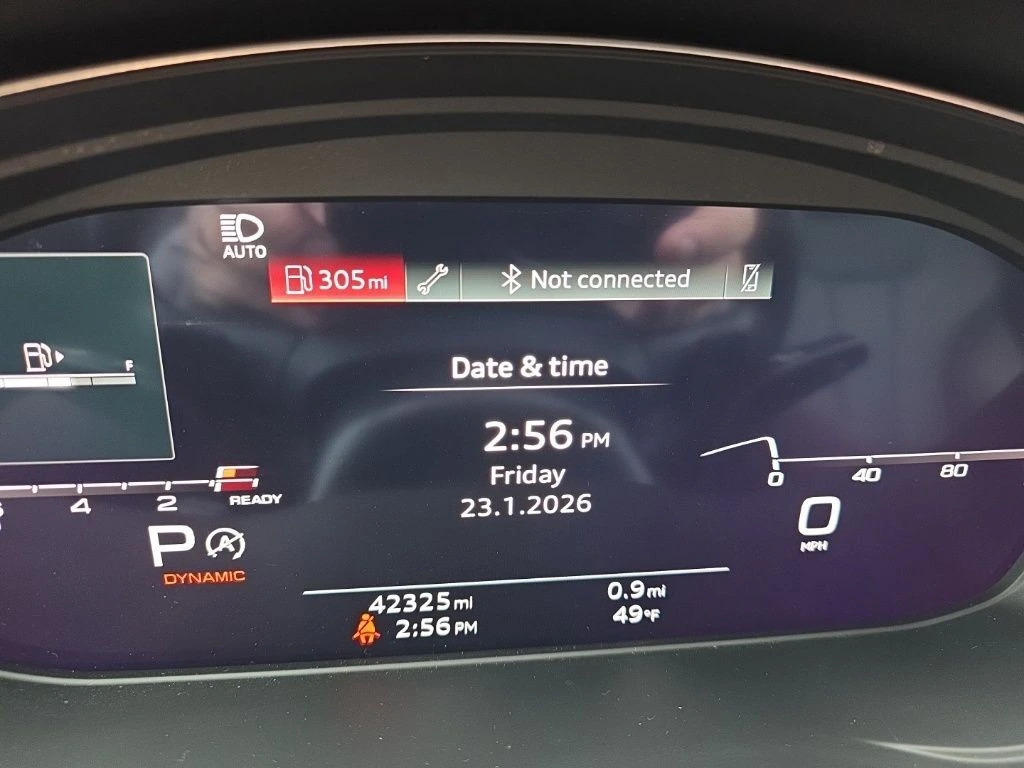 AUTO
305 mi
Not connected
Date & time
F
2:56 PM
Friday
23.1.2026
4 2
READY
0 40 80
P A
DYNAMIC
0
MPH
42325 mi 0.9 mi
2:56 PM 49°F